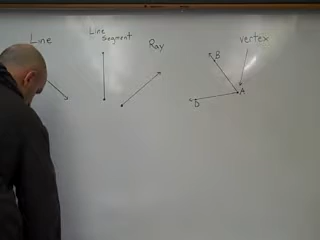 Line
Line
segment
Ray
vertex
B
A
D